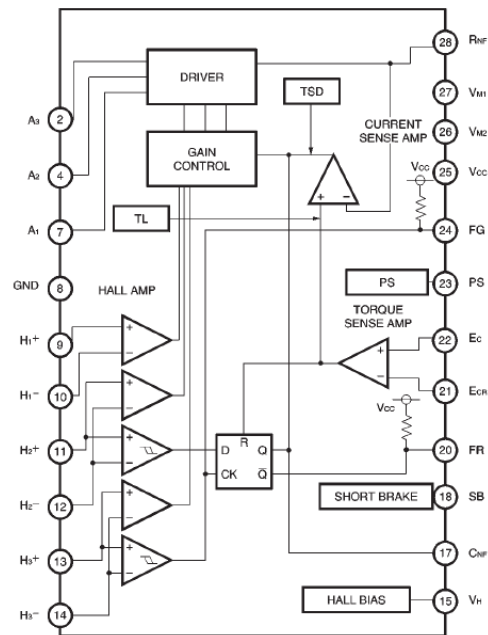 28 RNF
DRIVER
TSD
27 VM1
A3 2
CURRENT
SENSE AMP
26 VM2
GAIN
CONTROL
VCC
25 VCC
A2 4
+ −
TL
A1 7
24 FG
GND 8
HALL AMP
PS
23 PS
TORQUE
SENSE AMP
H1+ 9
+
−
+
−
22 EC
H1− 10
21 ECR
VCC
H2+ 11
+
−
R
D Q
20 FR
+
−
CK Q
H2− 12
SHORT BRAKE
18 SB
+
−
H3+ 13
17 CNF
+
−
HALL BIAS
15 VH
H3− 14